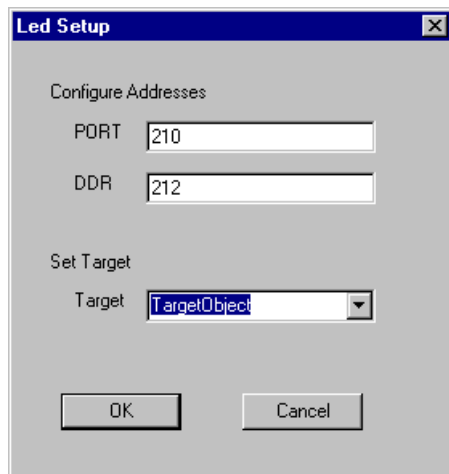 Led Setup
Configure Addresses
PORT 210
DDR 212
Set Target
Target TargetObject
OK Cancel